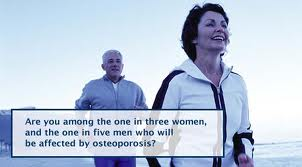 Are you among the one in three women,
and the one in five men who will
be affected by osteoporosis?